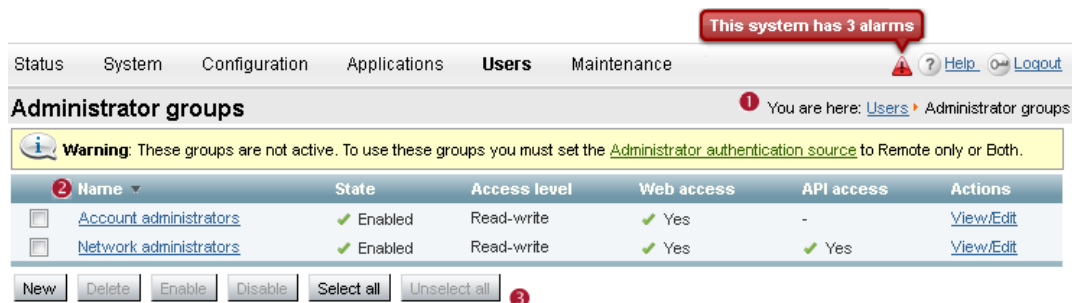 This system has 3 alarms
Status System Configuration Applications Users Maintenance ? Help Logout
Administrator groups 1 You are here: Users Administrator groups
i Warning: These groups are not active. To use these groups you must set the Administrator authentication source to Remote only or Both.
2 Name State Access level Web access API access Actions
Account administrators Enabled Read-write Yes - View/Edit
Network administrators Enabled Read-write Yes Yes View/Edit
New Delete Enable Disable Select all Unselect all 3